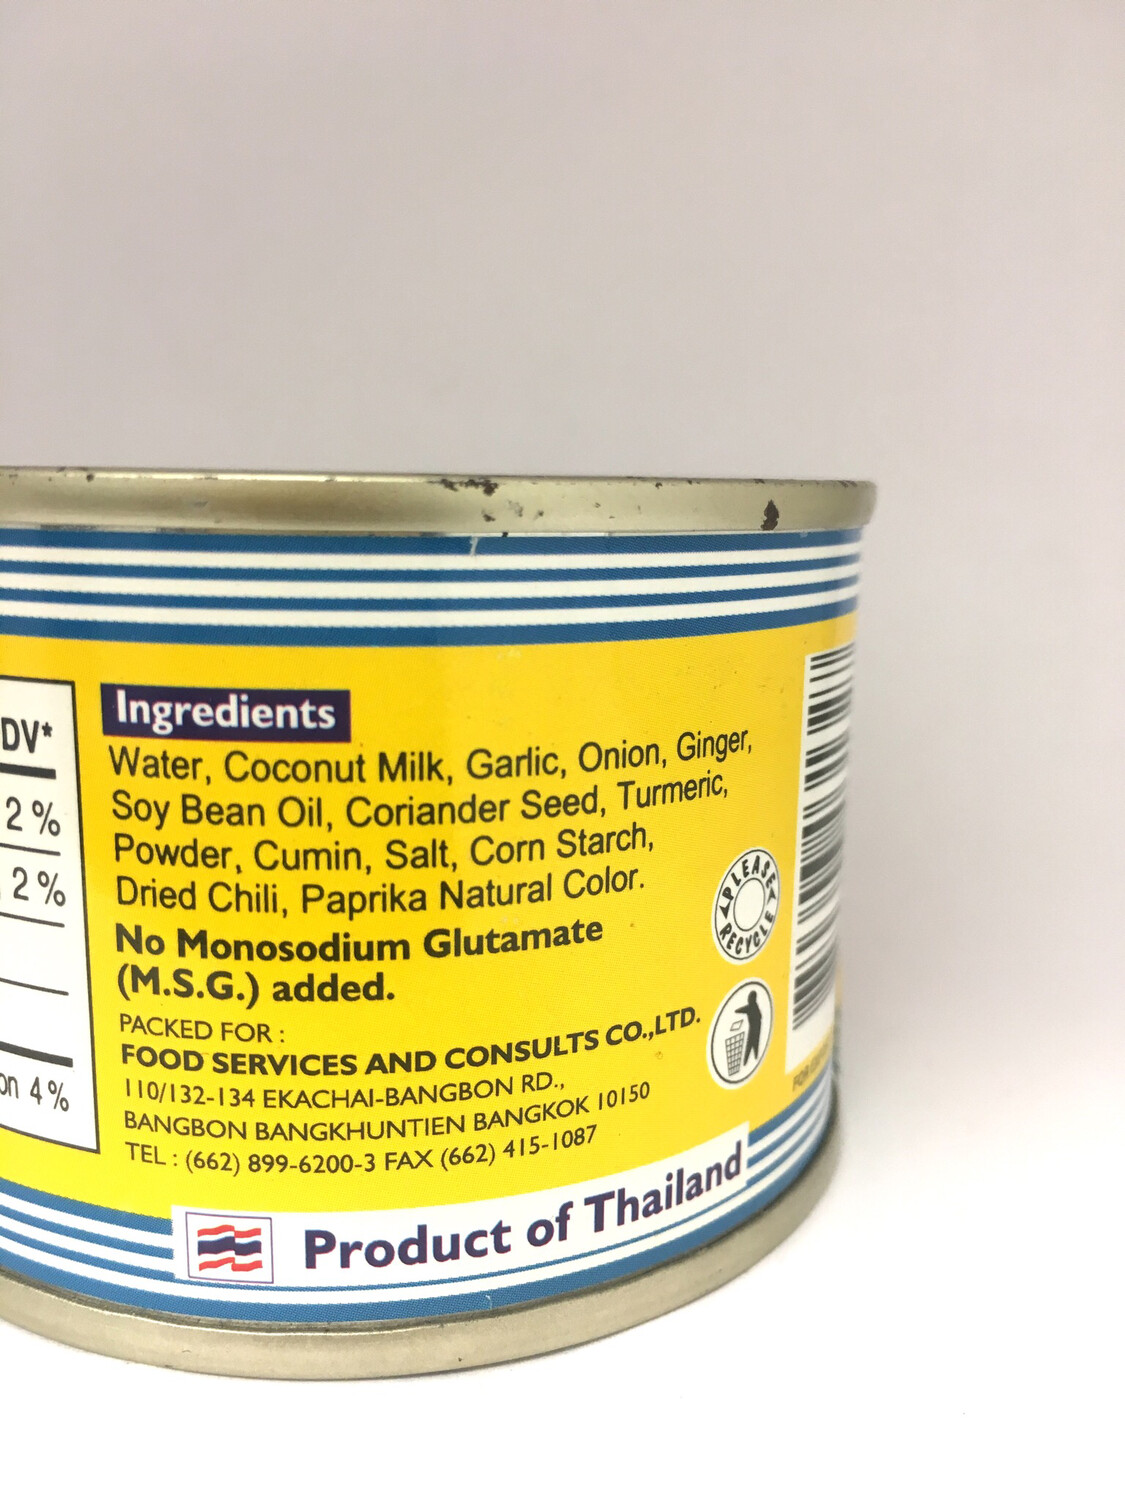 DV*
2%
2%
on 4%
Ingredients
Water, Coconut Milk, Garlic, Onion, Ginger,
Soy Bean Oil, Coriander Seed, Turmeric,
Powder, Cumin, Salt, Corn Starch,
Dried Chili, Paprika Natural Color.
No Monosodium Glutamate
(M.S.G.) added.
PACKED FOR :
FOOD SERVICES AND CONSULTS CO.,LTD.
110/132-134 EKACHAI-BANGBON RD.,
BANGBON BANGKHUNTIEN BANGKOK 10150
TEL : (662) 899-6200-3 FAX (662) 415-1087
PLEASE
RECYCLE
FOR
Product of Thailand